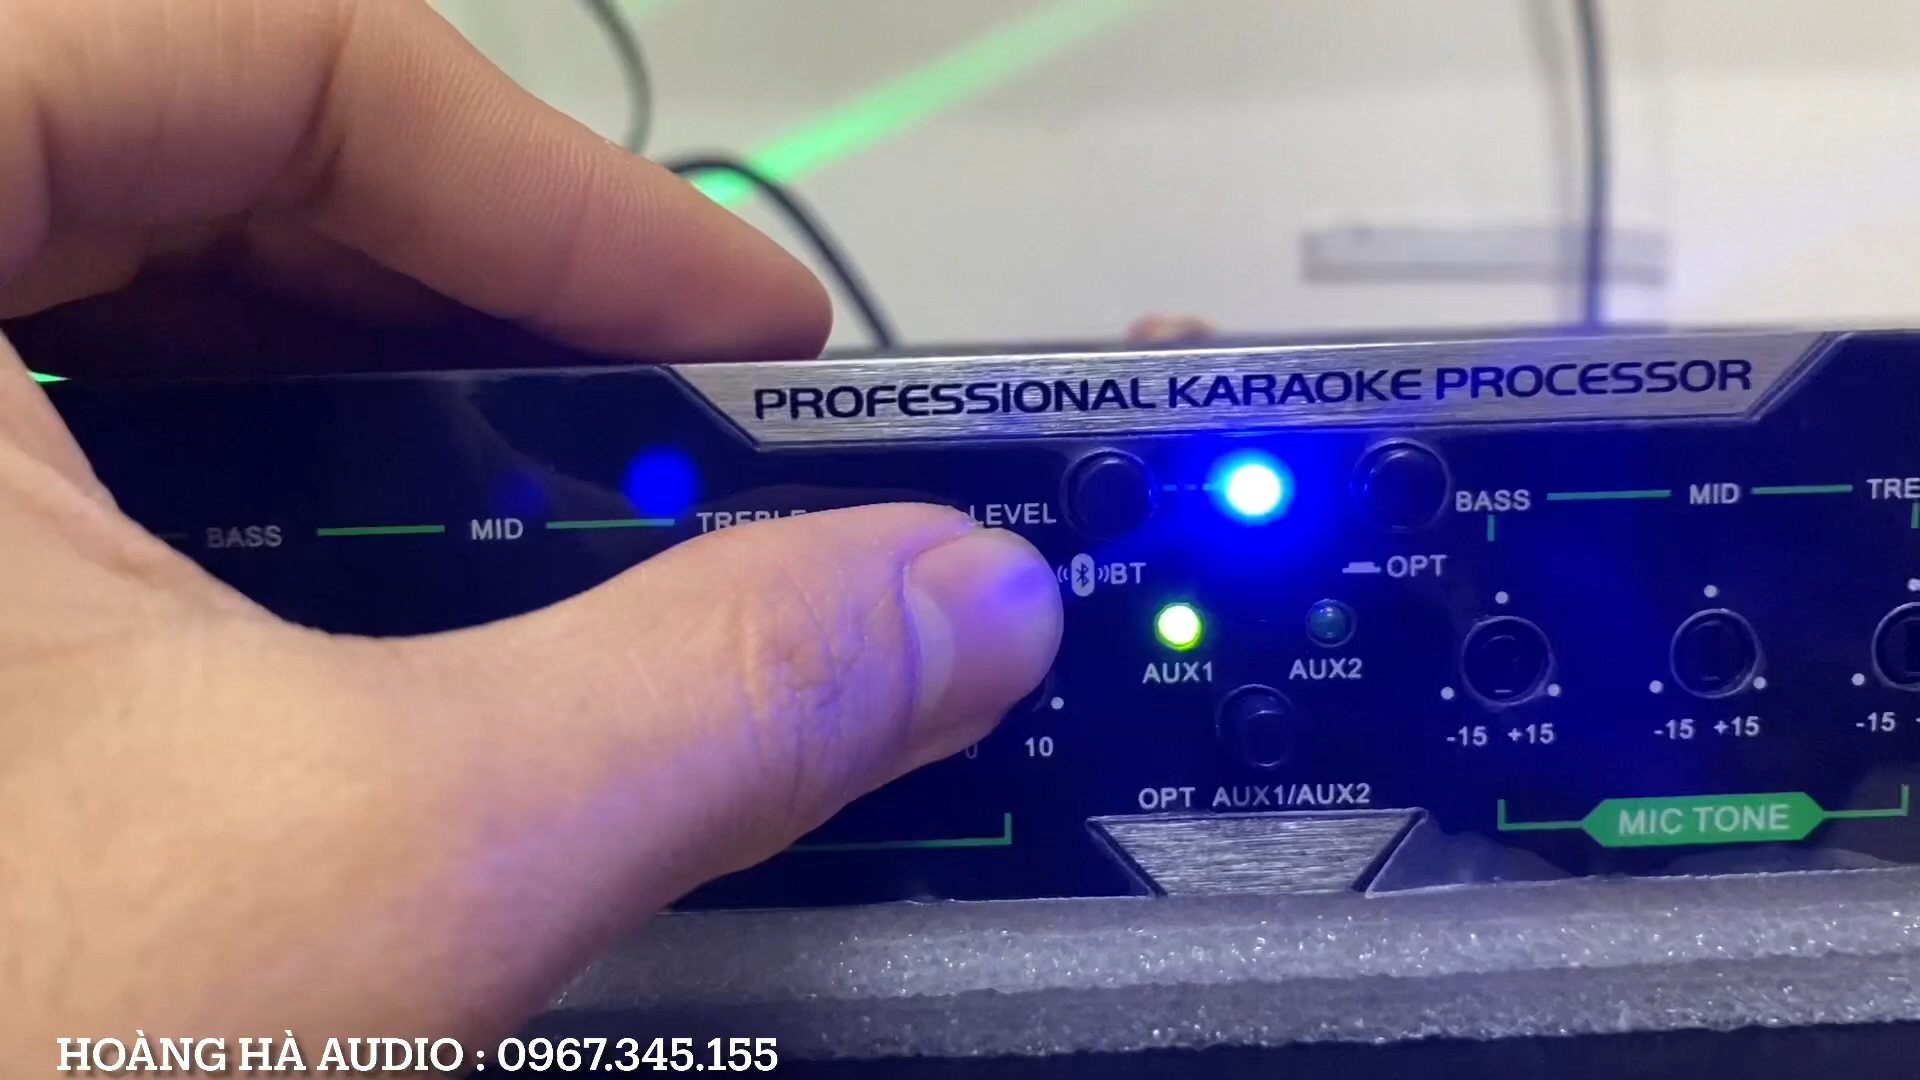 PROFESSIONAL KARAOKE PROCESSOR
BASS MID TREBLE LEVEL BASS MID
BT OPT
AUX1 AUX2
10 -15 +15 -15 +15 -15
OPT AUX1/AUX2
MIC TONE
HOÀNG HÀ AUDIO : 0967.345.155